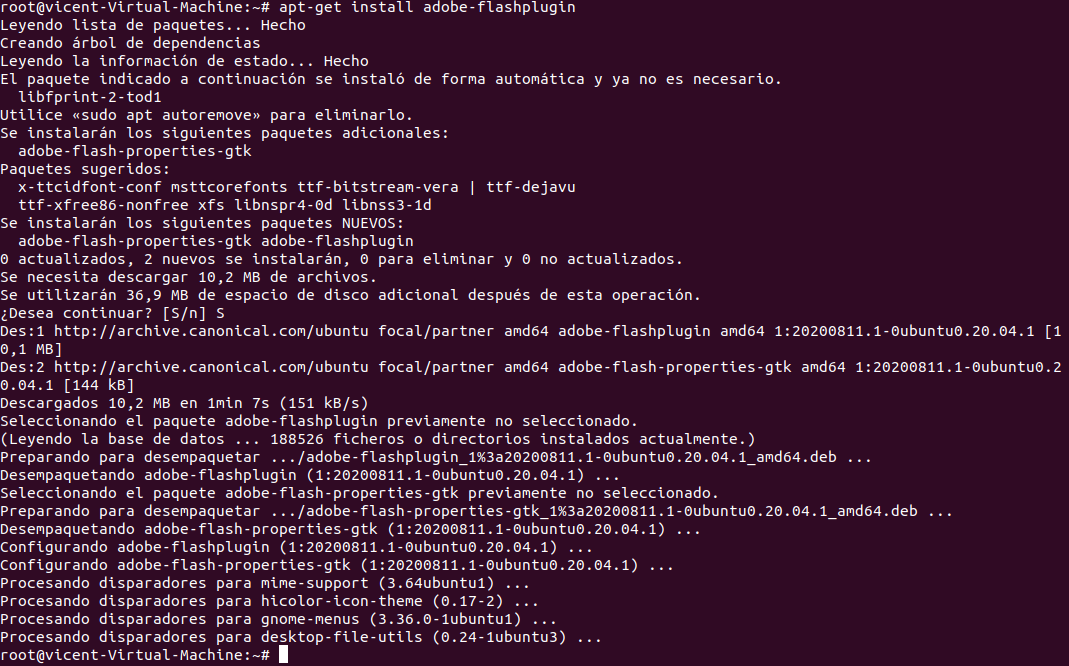 root@vicent-Virtual-Machine:~# apt-get install adobe-flashplugin
Leyendo lista de paquetes... Hecho
Creando árbol de dependencias
Leyendo la información de estado... Hecho
El paquete indicado a continuación se instaló de forma automática y ya no es necesario.
  libfprint-2-tod1
Utilice «sudo apt autoremove» para eliminarlo.
Se instalarán los siguientes paquetes adicionales:
  adobe-flash-properties-gtk
Paquetes sugeridos:
  x-ttcidfont-conf msttcorefonts ttf-bitstream-vera | ttf-dejavu
  ttf-xfree86-nonfree xfs libnspr4-0d libnss3-1d
Se instalarán los siguientes paquetes NUEVOS:
  adobe-flash-properties-gtk adobe-flashplugin
0 actualizados, 2 nuevos se instalarán, 0 para eliminar y 0 no actualizados.
Se necesita descargar 10,2 MB de archivos.
Se utilizarán 36,9 MB de espacio de disco adicional después de esta operación.
¿Desea continuar? [S/n] S
Des:1 http://archive.canonical.com/ubuntu focal/partner amd64 adobe-flashplugin amd64 1:20200811.1-0ubuntu0.20.04.1 [1
0,1 MB]
Des:2 http://archive.canonical.com/ubuntu focal/partner amd64 adobe-flash-properties-gtk amd64 1:20200811.1-0ubuntu0.2
0.04.1 [144 kB]
Descargados 10,2 MB en 1min 7s (151 kB/s)
Seleccionando el paquete adobe-flashplugin previamente no seleccionado.
(Leyendo la base de datos ... 188526 ficheros o directorios instalados actualmente.)
Preparando para desempaquetar .../adobe-flashplugin_1%3a20200811.1-0ubuntu0.20.04.1_amd64.deb ...
Desempaquetando adobe-flashplugin (1:20200811.1-0ubuntu0.20.04.1) ...
Seleccionando el paquete adobe-flash-properties-gtk previamente no seleccionado.
Preparando para desempaquetar .../adobe-flash-properties-gtk_1%3a20200811.1-0ubuntu0.20.04.1_amd64.deb ...
Desempaquetando adobe-flash-properties-gtk (1:20200811.1-0ubuntu0.20.04.1) ...
Configurando adobe-flashplugin (1:20200811.1-0ubuntu0.20.04.1) ...
Configurando adobe-flash-properties-gtk (1:20200811.1-0ubuntu0.20.04.1) ...
Procesando disparadores para mime-support (3.64ubuntu1) ...
Procesando disparadores para hicolor-icon-theme (0.17-2) ...
Procesando disparadores para gnome-menus (3.36.0-1ubuntu1) ...
Procesando disparadores para desktop-file-utils (0.24-1ubuntu3) ...
root@vicent-Virtual-Machine:~#